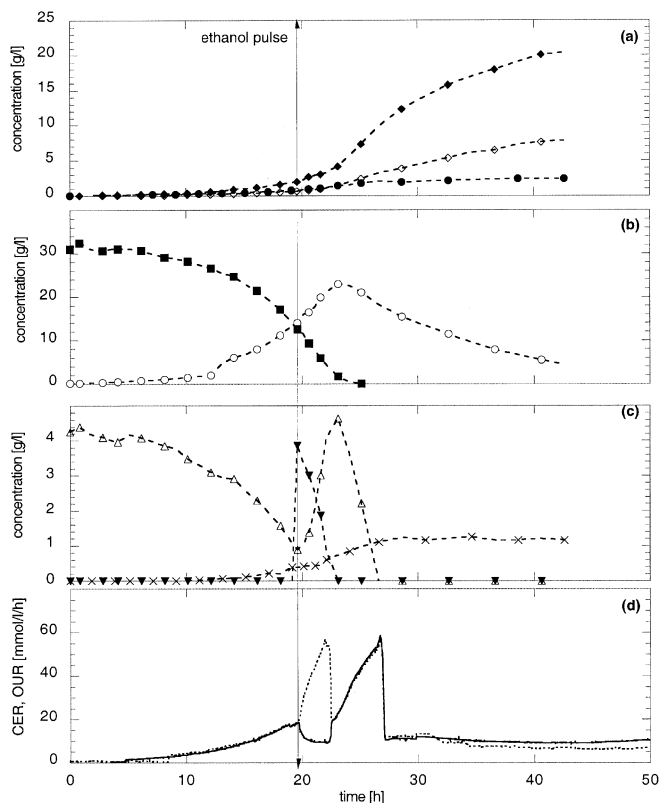 25
ethanol pulse
(a)
20
15
10
5
0
concentration [g/l]
(b)
30
20
10
0
concentration [g/l]
(c)
4
3
2
1
0
concentration [g/l]
(d)
60
40
20
0
CER, OUR [mmol/l/h]
0 10 20 30 40 50
time [h]